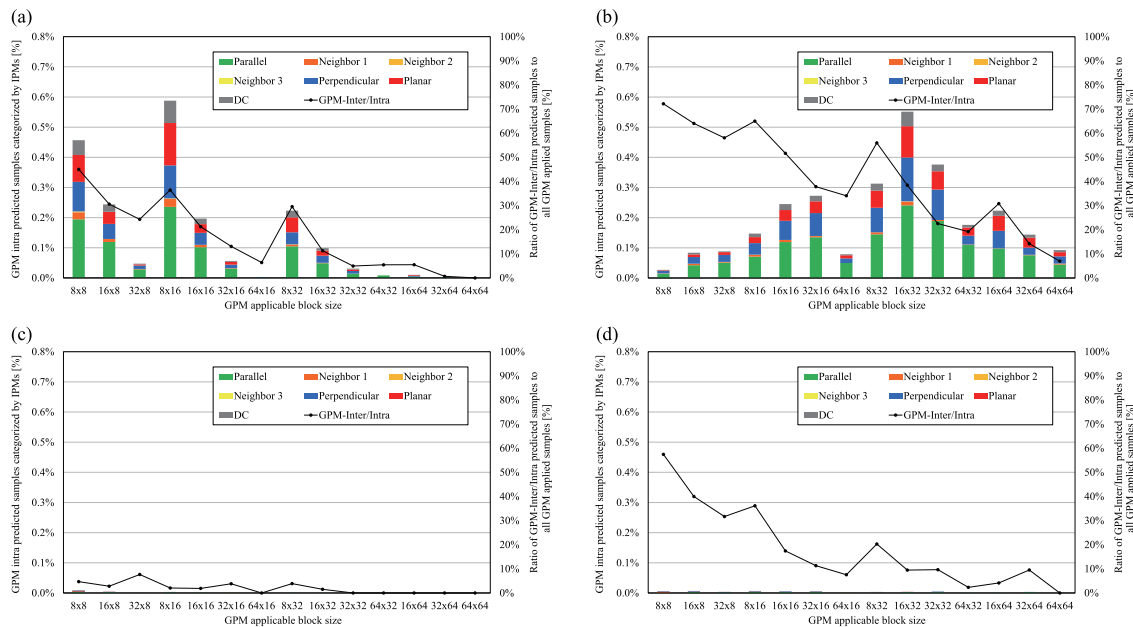 (a)
GPM intra predicted samples categorized by IPMs [%]
0.8%
0.7%
0.6%
0.5%
0.4%
0.3%
0.2%
0.1%
0.0%
Parallel Neighbor 1 Neighbor 2
Neighbor 3 Perpendicular Planar
DC GPM-Inter/Intra
100%
90%
80%
70%
60%
50%
40%
30%
20%
10%
0%
Ratio of GPM-Inter/Intra predicted samples to
all GPM applied samples [%]
8x8 16x8 32x8 8x16 16x16 32x16 64x16 8x32 16x32 32x32 64x32 16x64 32x64 64x64
GPM applicable block size
(b)
GPM intra predicted samples categorized by IPMs [%]
0.8%
0.7%
0.6%
0.5%
0.4%
0.3%
0.2%
0.1%
0.0%
Parallel Neighbor 1 Neighbor 2
Neighbor 3 Perpendicular Planar
DC GPM-Inter/Intra
100%
90%
80%
70%
60%
50%
40%
30%
20%
10%
0%
Ratio of GPM-Inter/Intra predicted samples to
all GPM applied samples [%]
8x8 16x8 32x8 8x16 16x16 32x16 64x16 8x32 16x32 32x32 64x32 16x64 32x64 64x64
GPM applicable block size
(c)
GPM intra predicted samples categorized by IPMs [%]
0.8%
0.7%
0.6%
0.5%
0.4%
0.3%
0.2%
0.1%
0.0%
Parallel Neighbor 1 Neighbor 2
Neighbor 3 Perpendicular Planar
DC GPM-Inter/Intra
100%
90%
80%
70%
60%
50%
40%
30%
20%
10%
0%
Ratio of GPM-Inter/Intra predicted samples to
all GPM applied samples [%]
8x8 16x8 32x8 8x16 16x16 32x16 64x16 8x32 16x32 32x32 64x32 16x64 32x64 64x64
GPM applicable block size
(d)
GPM intra predicted samples categorized by IPMs [%]
0.8%
0.7%
0.6%
0.5%
0.4%
0.3%
0.2%
0.1%
0.0%
Parallel Neighbor 1 Neighbor 2
Neighbor 3 Perpendicular Planar
DC GPM-Inter/Intra
100%
90%
80%
70%
60%
50%
40%
30%
20%
10%
0%
Ratio of GPM-Inter/Intra predicted samples to
all GPM applied samples [%]
8x8 16x8 32x8 8x16 16x16 32x16 64x16 8x32 16x32 32x32 64x32 16x64 32x64 64x64
GPM applicable block size